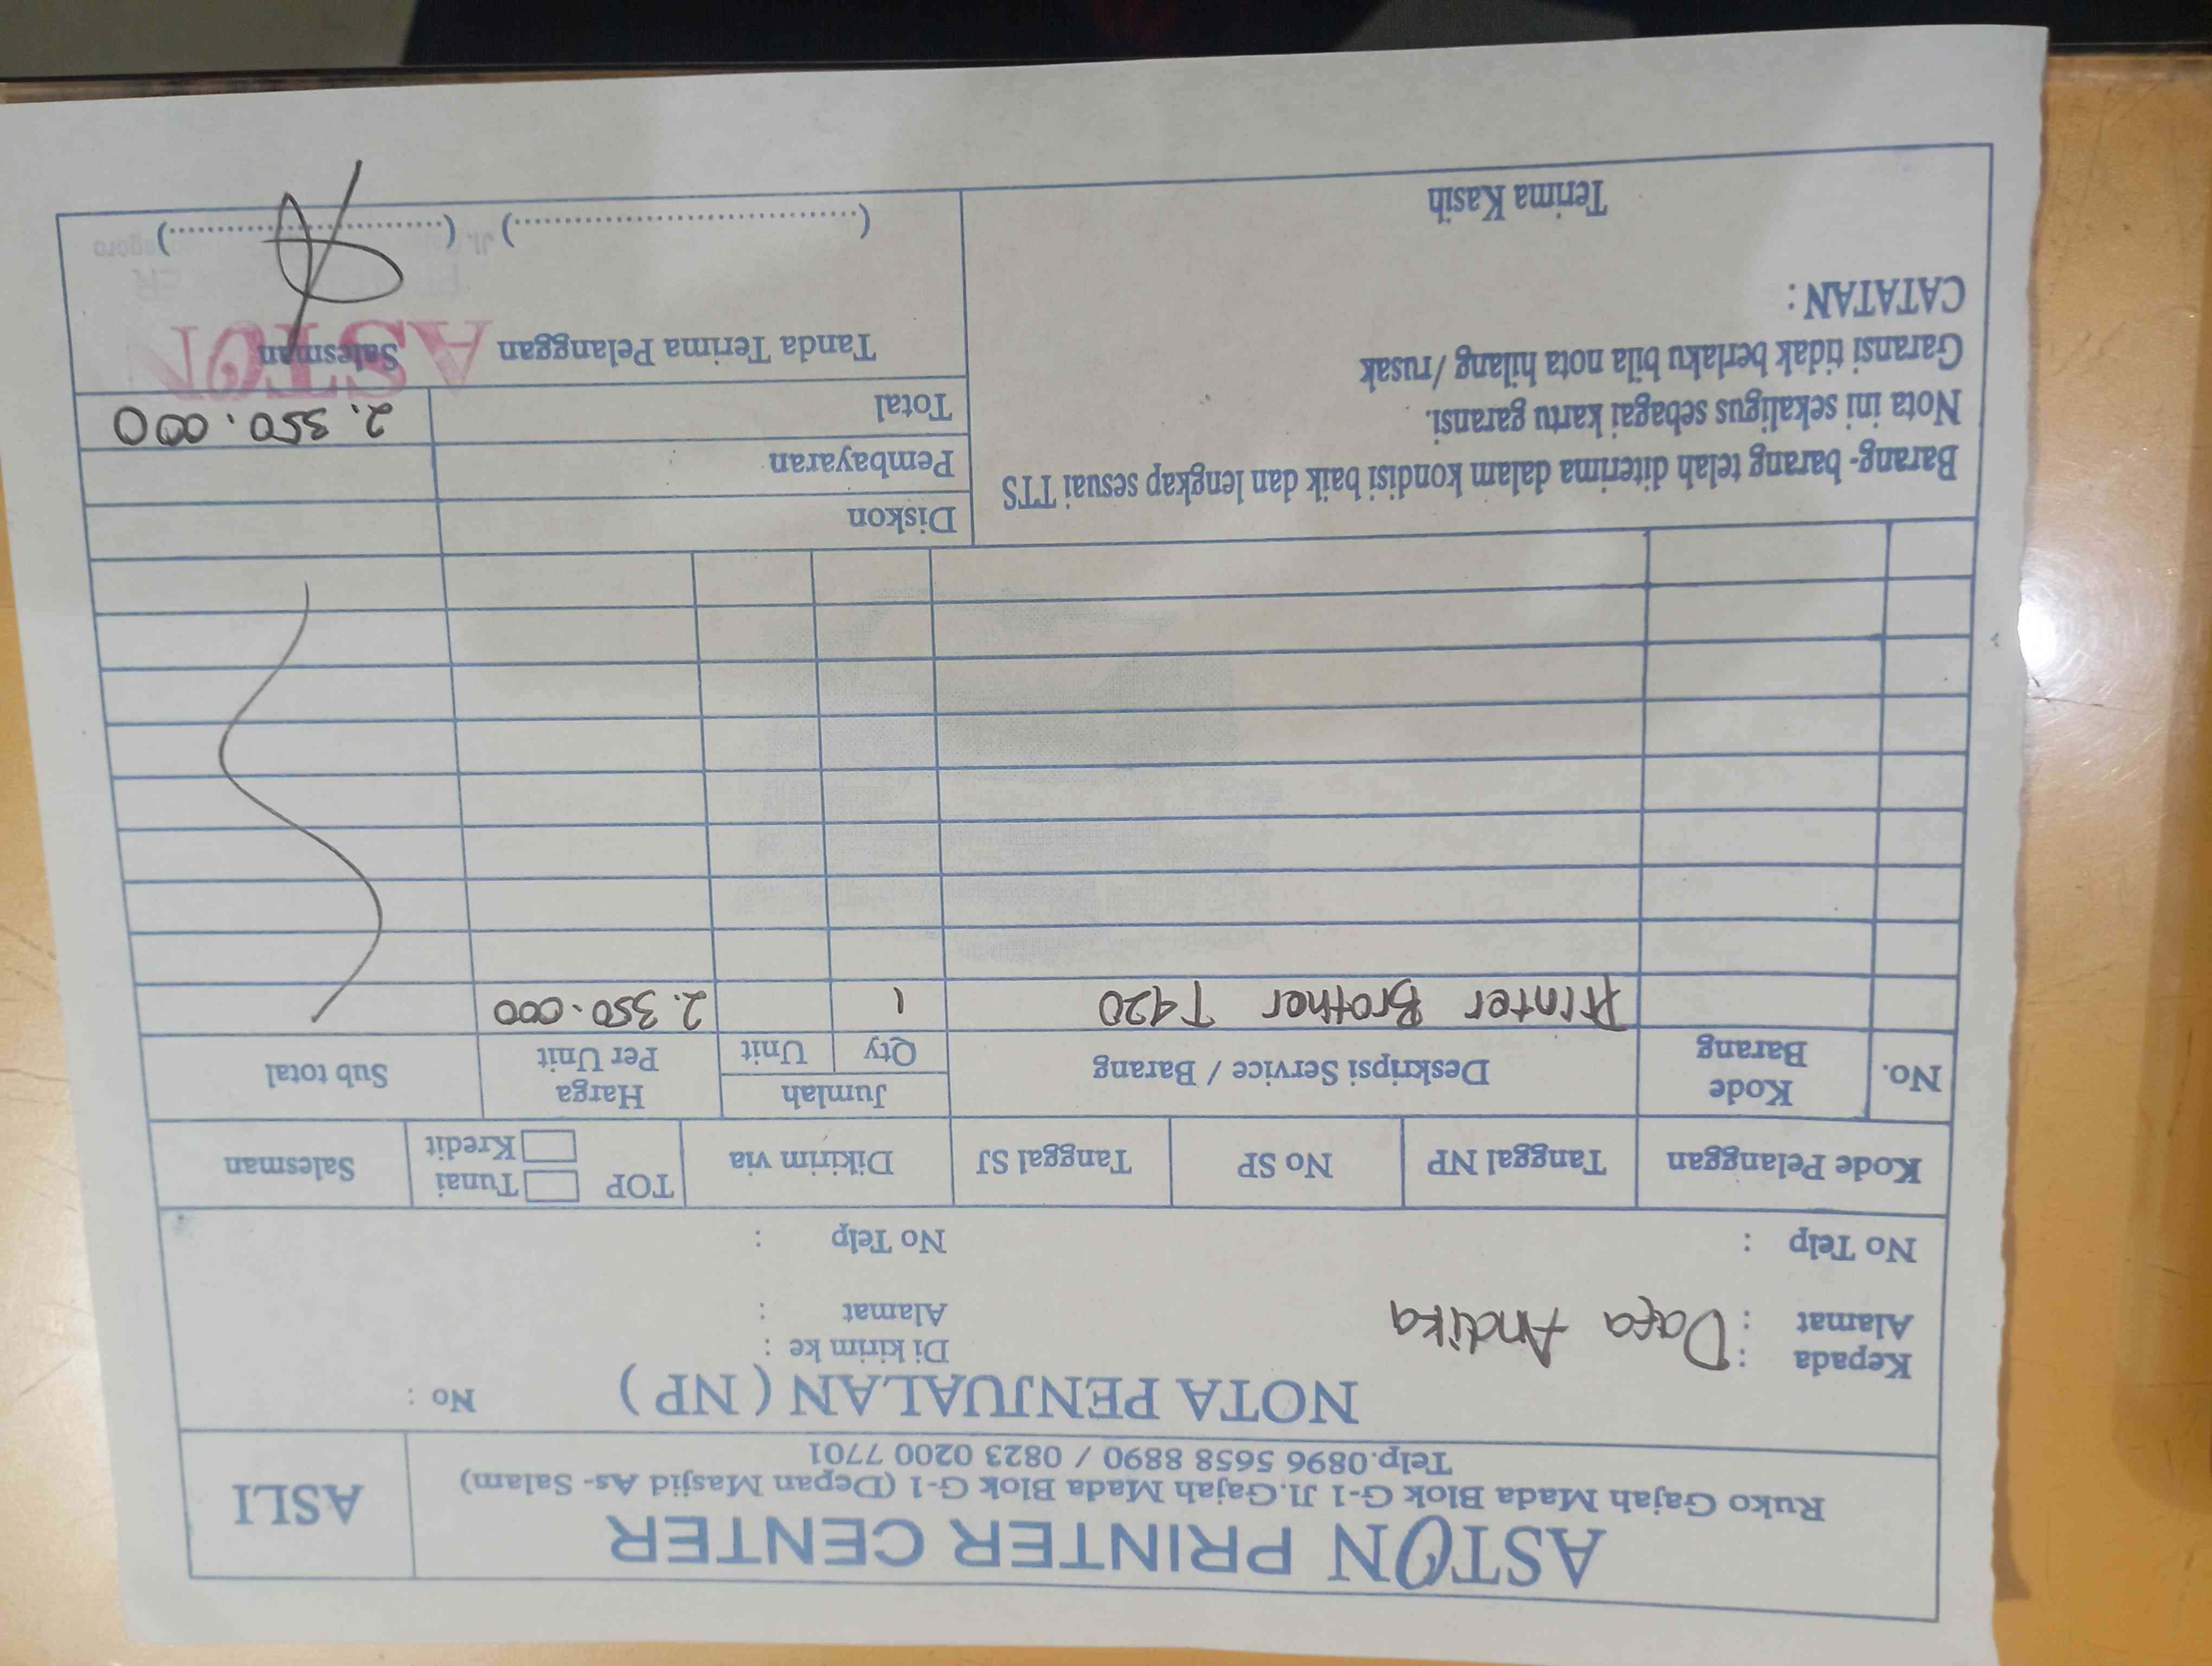 ASTON PRINTER CENTER
Ruko Gajah Mada Blok G-1 Jl.Gajah Mada Blok G-1 (Depan Masjid As- Salam)
Telp.0896 5658 8890 / 0823 0200 7701
ASLI
NOTA PENJUALAN ( NP )
No :
Kepada : Dafa Andika
Alamat :
No Telp :
Di kirim ke :
Alamat :
No Telp :
Kode Pelanggan Tanggal NP No SP Tanggal SJ Dikirim via TOP Tunai Kredit Salesman
No. Kode Barang Deskripsi Service / Barang Jumlah Qty Unit Harga Per Unit Sub total
Printer Brother T420 1 2.350.000
Barang- barang telah diterima dalam kondisi baik dan lengkap sesuai TTS
Nota ini sekaligus sebagai kartu garansi.
Garansi tidak berlaku bila nota hilang /rusak
CATATAN :
Terima Kasih
Diskon
Pembayaran
Total 2.350.000
Tanda Terima Pelanggan Salesman
ASTON
(....................................) (............................)